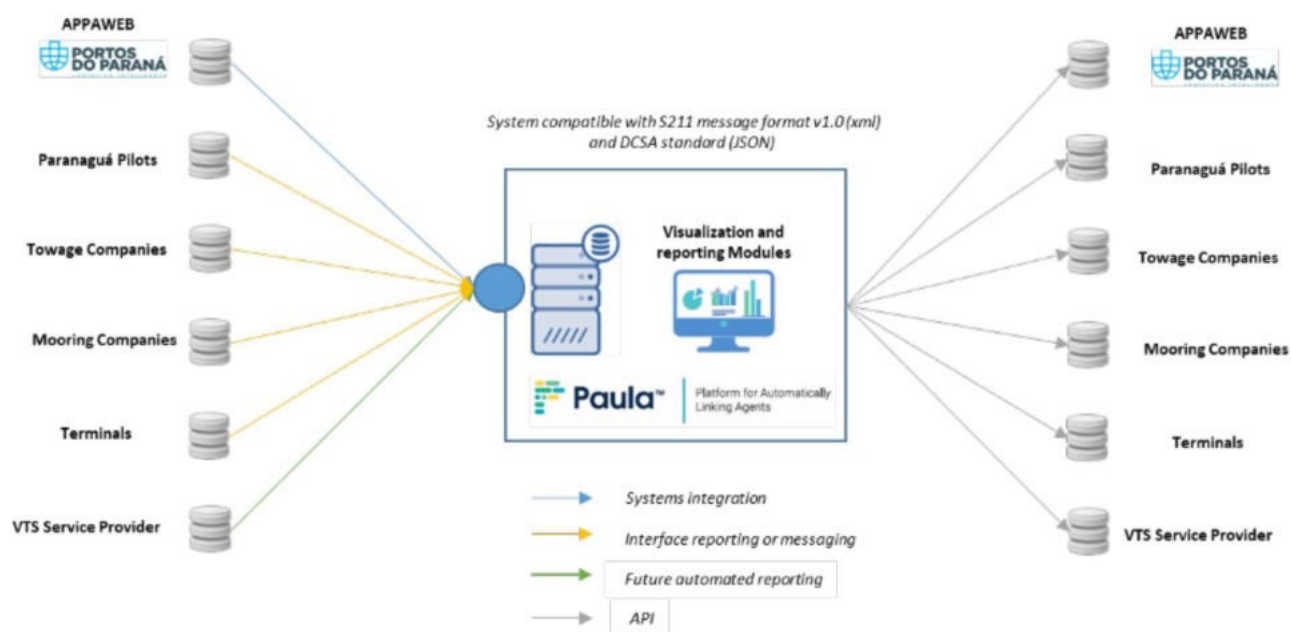 APPAWEB
PORTOS
DO PARANÁ
Paranaguá Pilots
Towage Companies
Mooring Companies
Terminals
VTS Service Provider
System compatible with S211 message format v1.0 (xml)
and DCSA standard (JSON)
Visualization and
reporting Modules
Paula™
Platform for Automatically
Linking Agents
Systems integration
Interface reporting or messaging
Future automated reporting
API
APPAWEB
PORTOS
DO PARANÁ
Paranaguá Pilots
Towage Companies
Mooring Companies
Terminals
VTS Service Provider